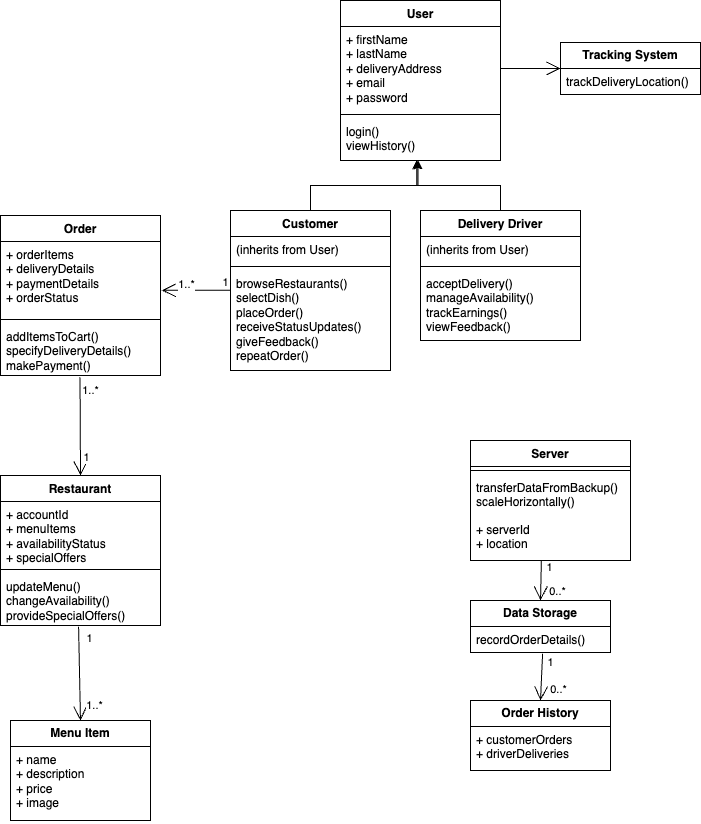 User
+ firstName
+ lastName
+ deliveryAddress
+ email
+ password
login()
viewHistory()
Tracking System
trackDeliveryLocation()
Order
+ orderItems
+ deliveryDetails
+ paymentDetails
+ orderStatus
addItemsToCart()
specifyDeliveryDetails()
makePayment()
1..*
1
Customer
(inherits from User)
browseRestaurants()
selectDish()
placeOrder()
receiveStatusUpdates()
giveFeedback()
repeatOrder()
Delivery Driver
(inherits from User)
acceptDelivery()
manageAvailability()
trackEarnings()
viewFeedback()
1..*
1
Restaurant
+ accountId
+ menuItems
+ availabilityStatus
+ specialOffers
updateMenu()
changeAvailability()
provideSpecialOffers()
1
1..*
Menu Item
+ name
+ description
+ price
+ image
Server
transferDataFromBackup()
scaleHorizontally()
+ serverId
+ location
1
0..*
Data Storage
recordOrderDetails()
1
0..*
Order History
+ customerOrders
+ driverDeliveries